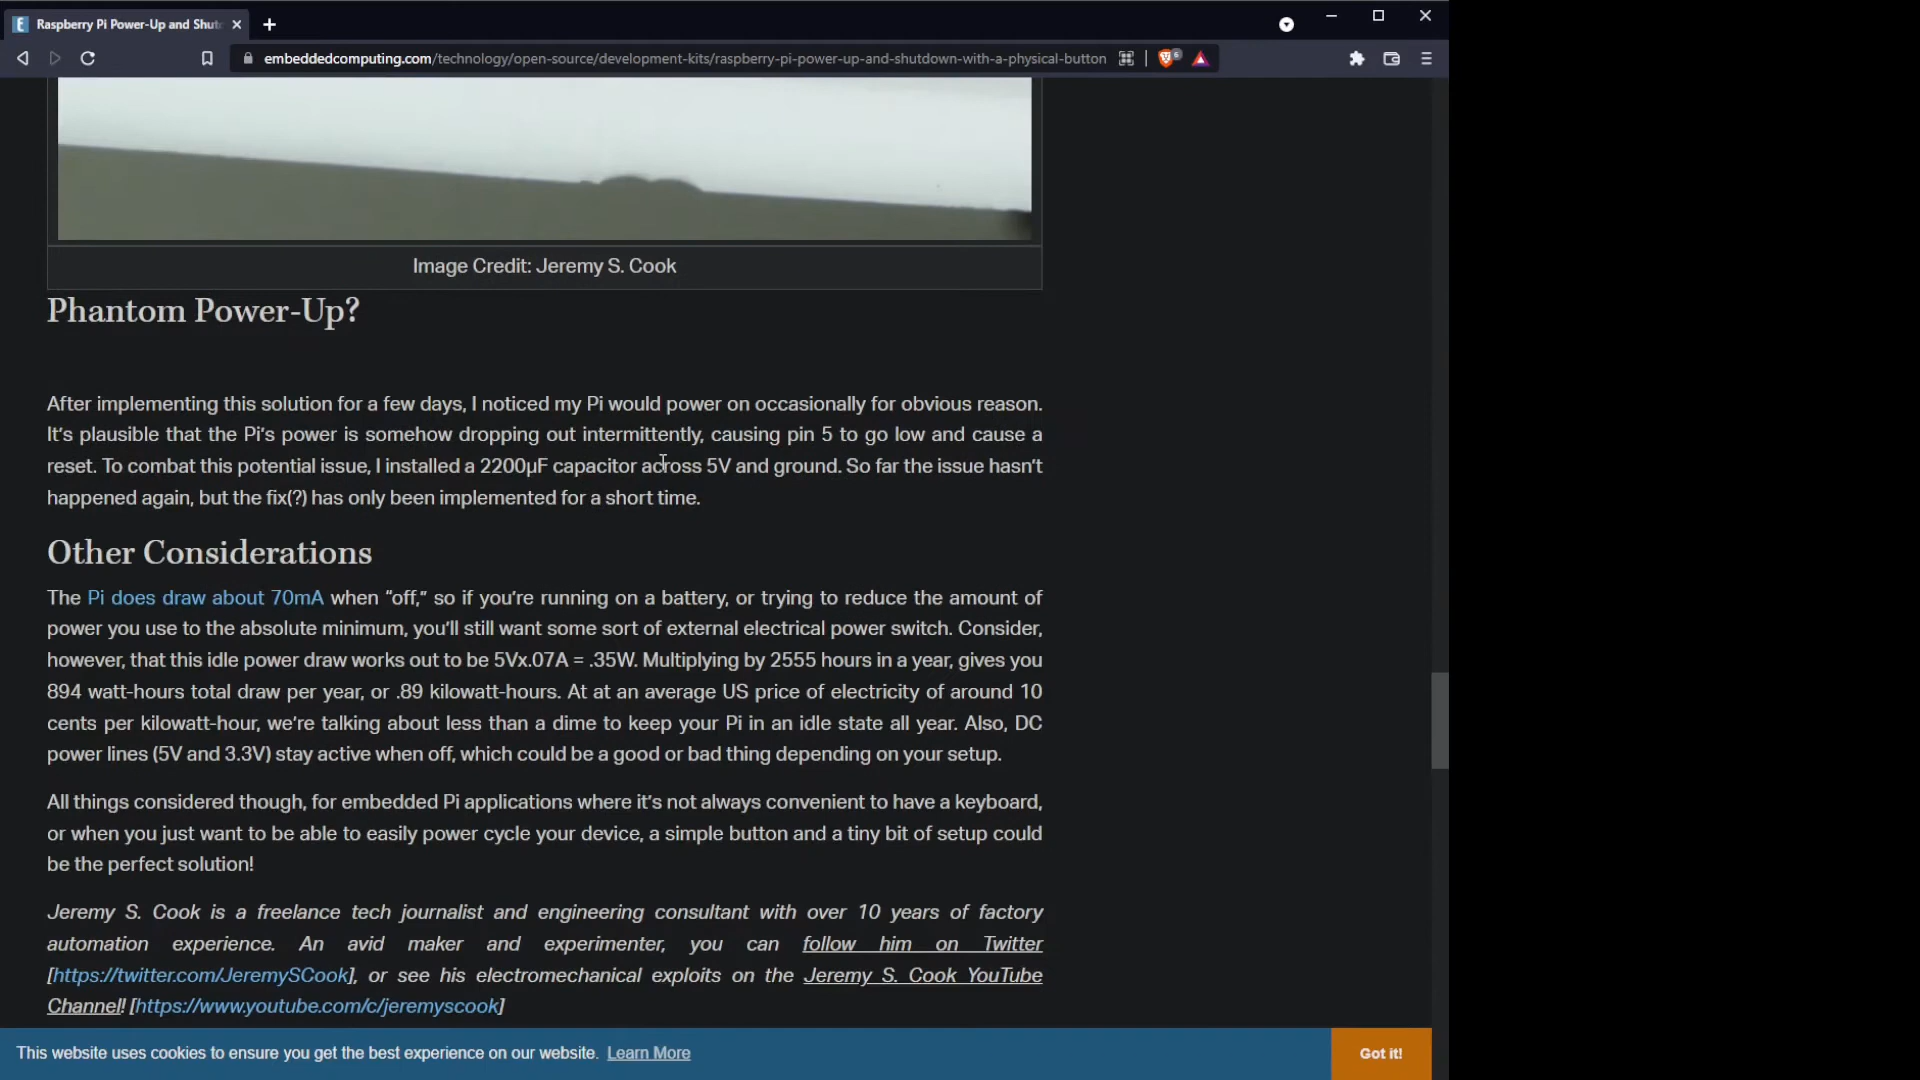 Raspberry Pi Power-Up and Shut
embeddedcomputing.com/technology/open-source/development-kits/raspberry-pi-power-up-and-shutdown-with-a-physical-button
6
Image Credit: Jeremy S. Cook
Phantom Power-Up?
After implementing this solution for a few days, I noticed my Pi would power on occasionally for obvious reason.
It's plausible that the Pi's power is somehow dropping out intermittently, causing pin 5 to go low and cause a
reset. To combat this potential issue, I installed a 2200µF capacitor across 5V and ground. So far the issue hasn't
happened again, but the fix(?) has only been implemented for a short time.
Other Considerations
The Pi does draw about 70mA when “off,” so if you're running on a battery, or trying to reduce the amount of
power you use to the absolute minimum, you'll still want some sort of external electrical power switch. Consider,
however, that this idle power draw works out to be 5Vx.07A = .35W. Multiplying by 2555 hours in a year, gives you
894 watt-hours total draw per year, or .89 kilowatt-hours. At at an average US price of electricity of around 10
cents per kilowatt-hour, we're talking about less than a dime to keep your Pi in an idle state all year. Also, DC
power lines (5V and 3.3V) stay active when off, which could be a good or bad thing depending on your setup.
All things considered though, for embedded Pi applications where it's not always convenient to have a keyboard,
or when you just want to be able to easily power cycle your device, a simple button and a tiny bit of setup could
be the perfect solution!
Jeremy S. Cook is a freelance tech journalist and engineering consultant with over 10 years of factory
automation experience. An avid maker and experimenter, you can follow him on Twitter
[https://twitter.com/JeremySCook], or see his electromechanical exploits on the Jeremy S. Cook YouTube
Channel! [https://www.youtube.com/c/jeremyscook]
This website uses cookies to ensure you get the best experience on our website. Learn More
Got it!